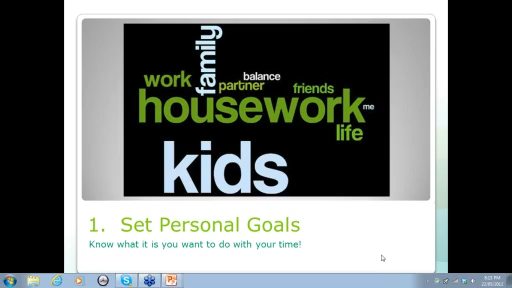 family
work
balance
partner
friends
housework
me
life
kids
1. Set Personal Goals
Know what it is you want to do with your time!